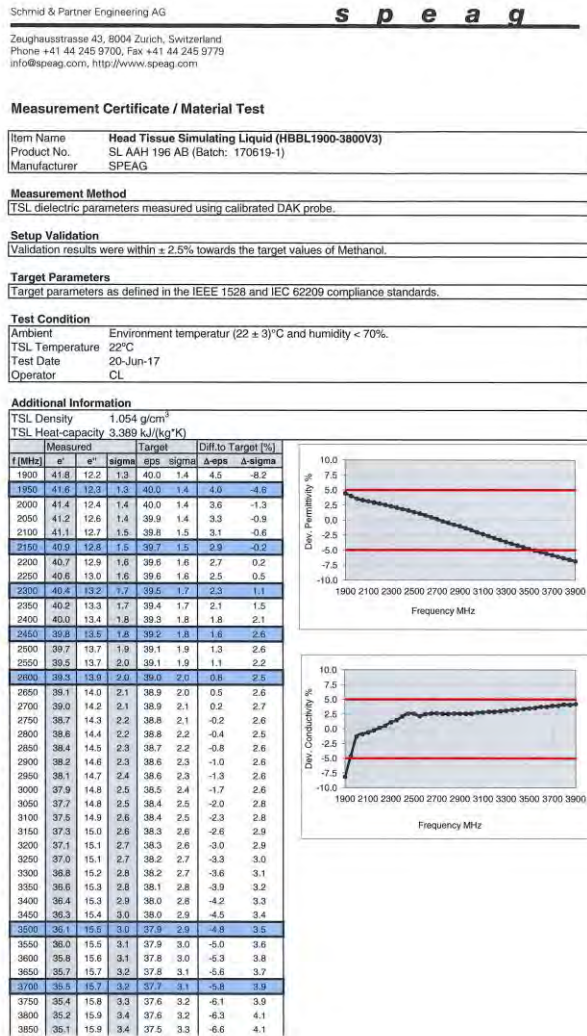 Schmid & Partner Engineering AG
s p e a g
Zeughausstrasse 43, 8004 Zurich, Switzerland
Phone +41 44 245 9700, Fax +41 44 245 9779
info@speag.com, http://www.speag.com
Measurement Certificate / Material Test
Item Name Head Tissue Simulating Liquid (HBBL1900-3800V3)
Product No. SL AAH 196 AB (Batch: 170619-1)
Manufacturer SPEAG
Measurement Method
TSL dielectric parameters measured using calibrated DAK probe.
Setup Validation
Validation results were within ± 2.5% towards the target values of Methanol.
Target Parameters
Target parameters as defined in the IEEE 1528 and IEC 62209 compliance standards.
Test Condition
Ambient Environment temperatur (22 ± 3)°C and humidity < 70%.
TSL Temperature 22°C
Test Date 20-Jun-17
Operator CL
Additional Information
TSL Density 1.054 g/cm³
TSL Heat-capacity 3.389 kJ/(kg*K)
Measured Target Diff.to Target [%]
f [MHz] e' e'' sigma eps sigma Δ-eps Δ-sigma
1900 41.8 12.2 1.3 40.0 1.4 4.5 -8.2
1950 41.6 12.3 1.3 40.0 1.4 4.0 -4.6
2000 41.4 12.4 1.4 40.0 1.4 3.6 -1.3
2050 41.2 12.6 1.4 39.9 1.4 3.3 -0.9
2100 41.1 12.7 1.5 39.8 1.5 3.1 -0.6
2150 40.9 12.8 1.5 39.7 1.5 2.9 -0.2
2200 40.7 12.9 1.6 39.6 1.6 2.7 0.2
2250 40.6 13.0 1.6 39.6 1.6 2.5 0.5
2300 40.4 13.2 1.7 39.5 1.7 2.3 1.1
2350 40.2 13.3 1.7 39.4 1.7 2.1 1.5
2400 40.0 13.4 1.8 39.3 1.8 1.8 2.1
2450 39.8 13.5 1.8 39.2 1.8 1.6 2.6
2500 39.7 13.7 1.9 39.1 1.9 1.3 2.6
2550 39.5 13.7 2.0 39.1 1.9 1.1 2.2
2600 39.3 13.9 2.0 39.0 2.0 0.8 2.5
2650 39.1 14.0 2.1 38.9 2.0 0.5 2.6
2700 39.0 14.2 2.1 38.9 2.1 0.2 2.7
2750 38.7 14.3 2.2 38.8 2.1 -0.2 2.6
2800 38.6 14.4 2.2 38.8 2.2 -0.4 2.5
2850 38.4 14.5 2.3 38.7 2.2 -0.8 2.6
2900 38.2 14.6 2.3 38.6 2.3 -1.0 2.6
2950 38.1 14.7 2.4 38.6 2.3 -1.3 2.6
3000 37.9 14.8 2.5 38.5 2.4 -1.7 2.6
3050 37.7 14.8 2.5 38.4 2.5 -2.0 2.8
3100 37.5 14.9 2.6 38.4 2.5 -2.3 2.8
3150 37.3 15.0 2.6 38.3 2.6 -2.6 2.9
3200 37.1 15.1 2.7 38.3 2.6 -3.0 2.9
3250 37.0 15.1 2.7 38.2 2.7 -3.3 3.0
3300 36.8 15.2 2.8 38.2 2.7 -3.6 3.1
3350 36.6 15.3 2.8 38.1 2.8 -3.9 3.2
3400 36.4 15.3 2.9 38.0 2.8 -4.2 3.3
3450 36.3 15.4 3.0 38.0 2.9 -4.5 3.4
3500 36.1 15.5 3.0 37.9 2.9 -4.8 3.5
3550 36.0 15.5 3.1 37.9 3.0 -5.0 3.6
3600 35.8 15.6 3.1 37.8 3.0 -5.3 3.8
3650 35.7 15.7 3.2 37.8 3.1 -5.6 3.7
3700 35.5 15.7 3.2 37.7 3.1 -5.8 3.9
3750 35.4 15.8 3.3 37.6 3.2 -6.1 3.9
3800 35.2 15.9 3.4 37.6 3.2 -6.3 4.1
3850 35.1 15.9 3.4 37.5 3.3 -6.6 4.1
Dev. Permittivity %
10.0
7.5
5.0
2.5
0.0
-2.5
-5.0
-7.5
-10.0
1900 2100 2300 2500 2700 2900 3100 3300 3500 3700 3900
Frequency MHz
Dev. Conductivity %
10.0
7.5
5.0
2.5
0.0
-2.5
-5.0
-7.5
-10.0
1900 2100 2300 2500 2700 2900 3100 3300 3500 3700 3900
Frequency MHz